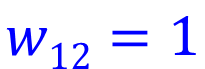 w₁₂ = 1